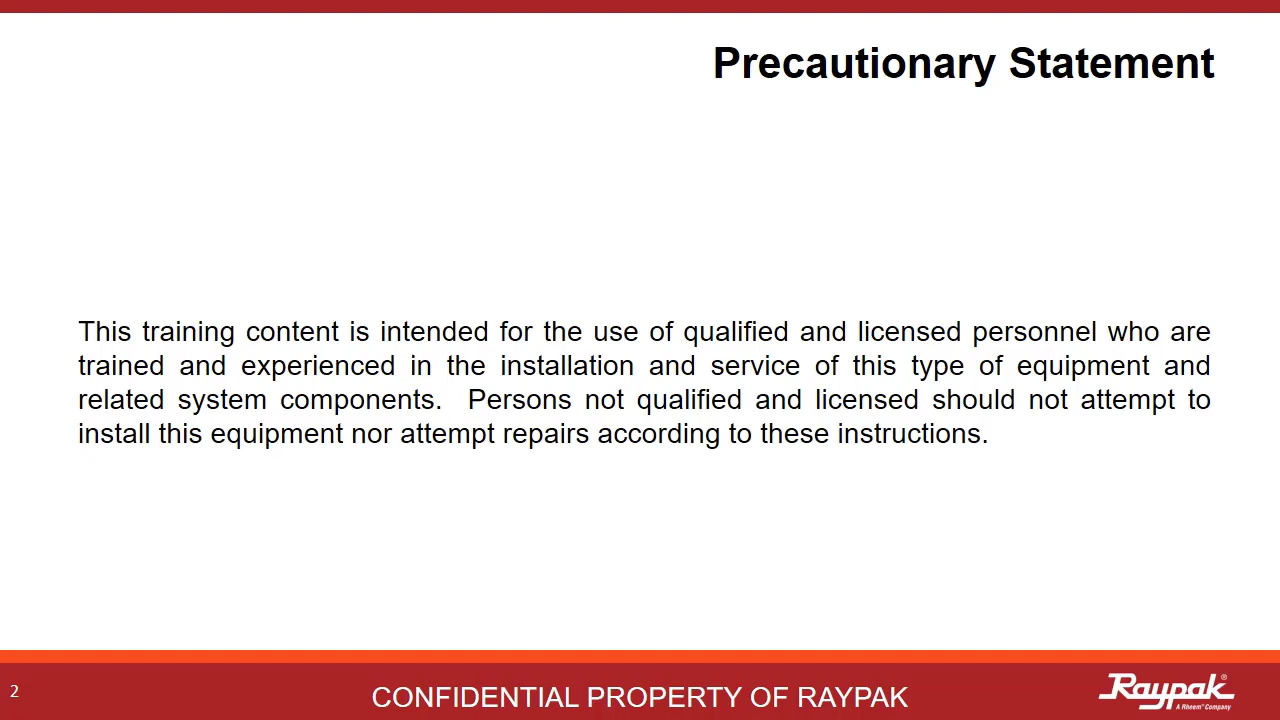 Precautionary Statement
This training content is intended for the use of qualified and licensed personnel who are
trained and experienced in the installation and service of this type of equipment and
related system components.  Persons not qualified and licensed should not attempt to
install this equipment nor attempt repairs according to these instructions.
2
CONFIDENTIAL PROPERTY OF RAYPAK
Raypak®
A Rheem® Company